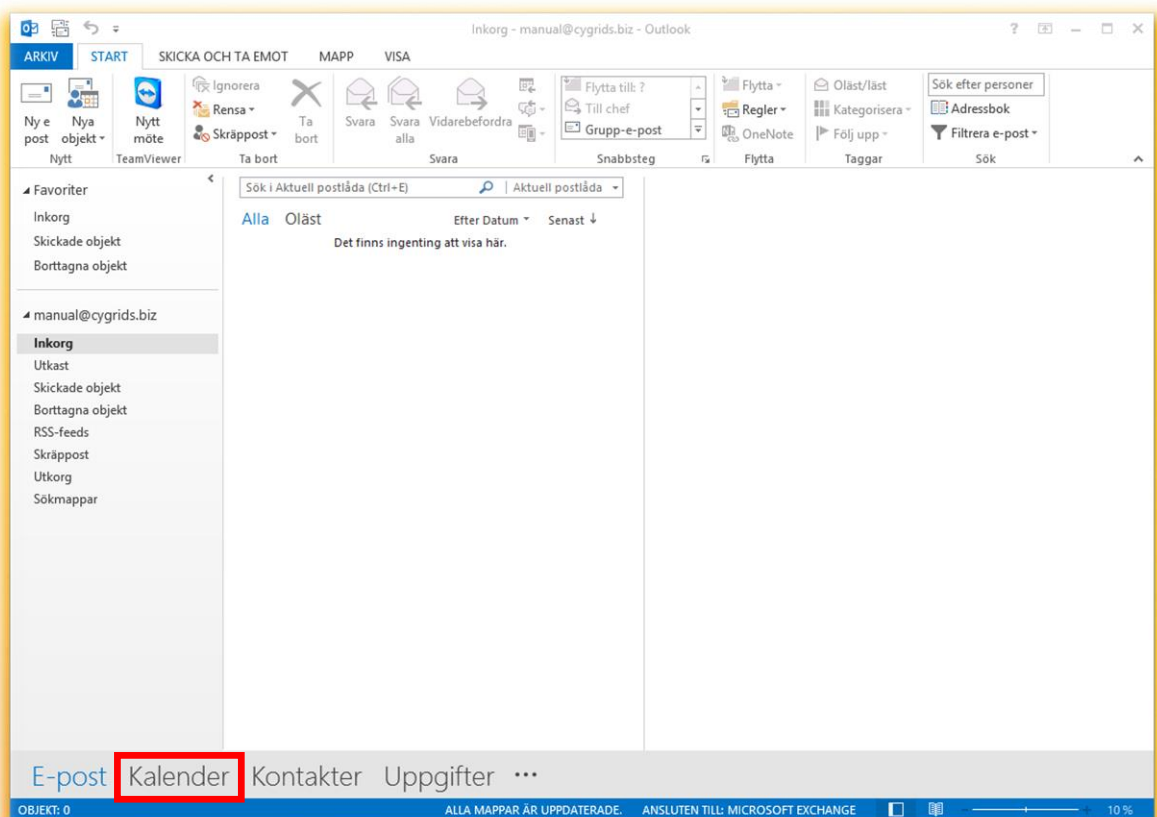 Inkorg - manual@cygrids.biz - Outlook
ARKIV START SKICKA OCH TA EMOT MAPP VISA
Ny e post
Nya objekt
Nytt
Nytt möte
TeamViewer
Ignorera
Rensa
Skräppost
Ta bort
Ta bort
Svara
Svara alla
Vidarebefordra
Svara
Flytta till: ?
Till chef
Grupp-e-post
Snabbsteg
Flytta
Regler
OneNote
Flytta
Oläst/läst
Kategorisera
Följ upp
Taggar
Sök efter personer
Adressbok
Filtrera e-post
Sök
Favoriter
Inkorg
Skickade objekt
Borttagna objekt
manual@cygrids.biz
Inkorg
Utkast
Skickade objekt
Borttagna objekt
RSS-feeds
Skräppost
Utkorg
Sökmappar
Sök i Aktuell postlåda (Ctrl+E) Aktuell postlåda
Alla Oläst Efter Datum Senast ↓
Det finns ingenting att visa här.
E-post Kalender Kontakter Uppgifter ···
OBJEKT: 0 ALLA MAPPAR ÄR UPPDATERADE. ANSLUTEN TILL: MICROSOFT EXCHANGE 10 %